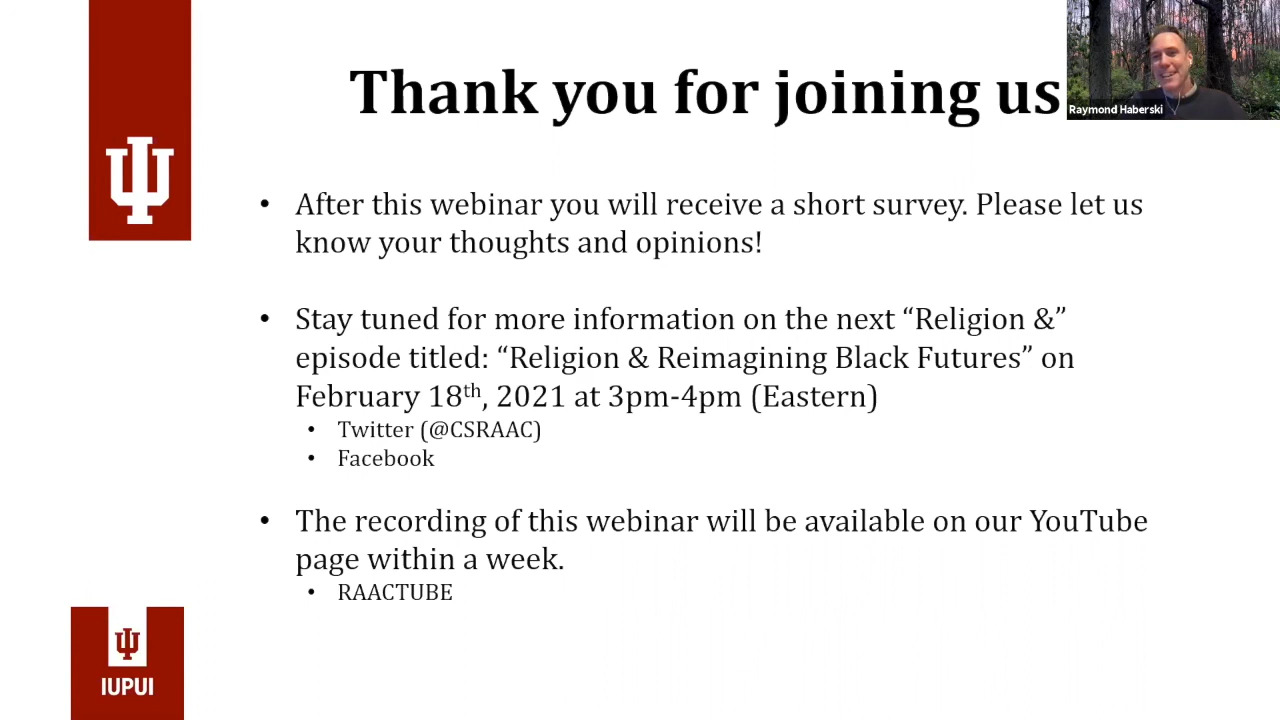 Thank you for joining us
Raymond Haberski
• After this webinar you will receive a short survey. Please let us
know your thoughts and opinions!
• Stay tuned for more information on the next “Religion &”
episode titled: “Religion & Reimagining Black Futures” on
February 18th, 2021 at 3pm-4pm (Eastern)
• Twitter (@CSRAAC)
• Facebook
• The recording of this webinar will be available on our YouTube
page within a week.
• RAACTUBE
IUPUI